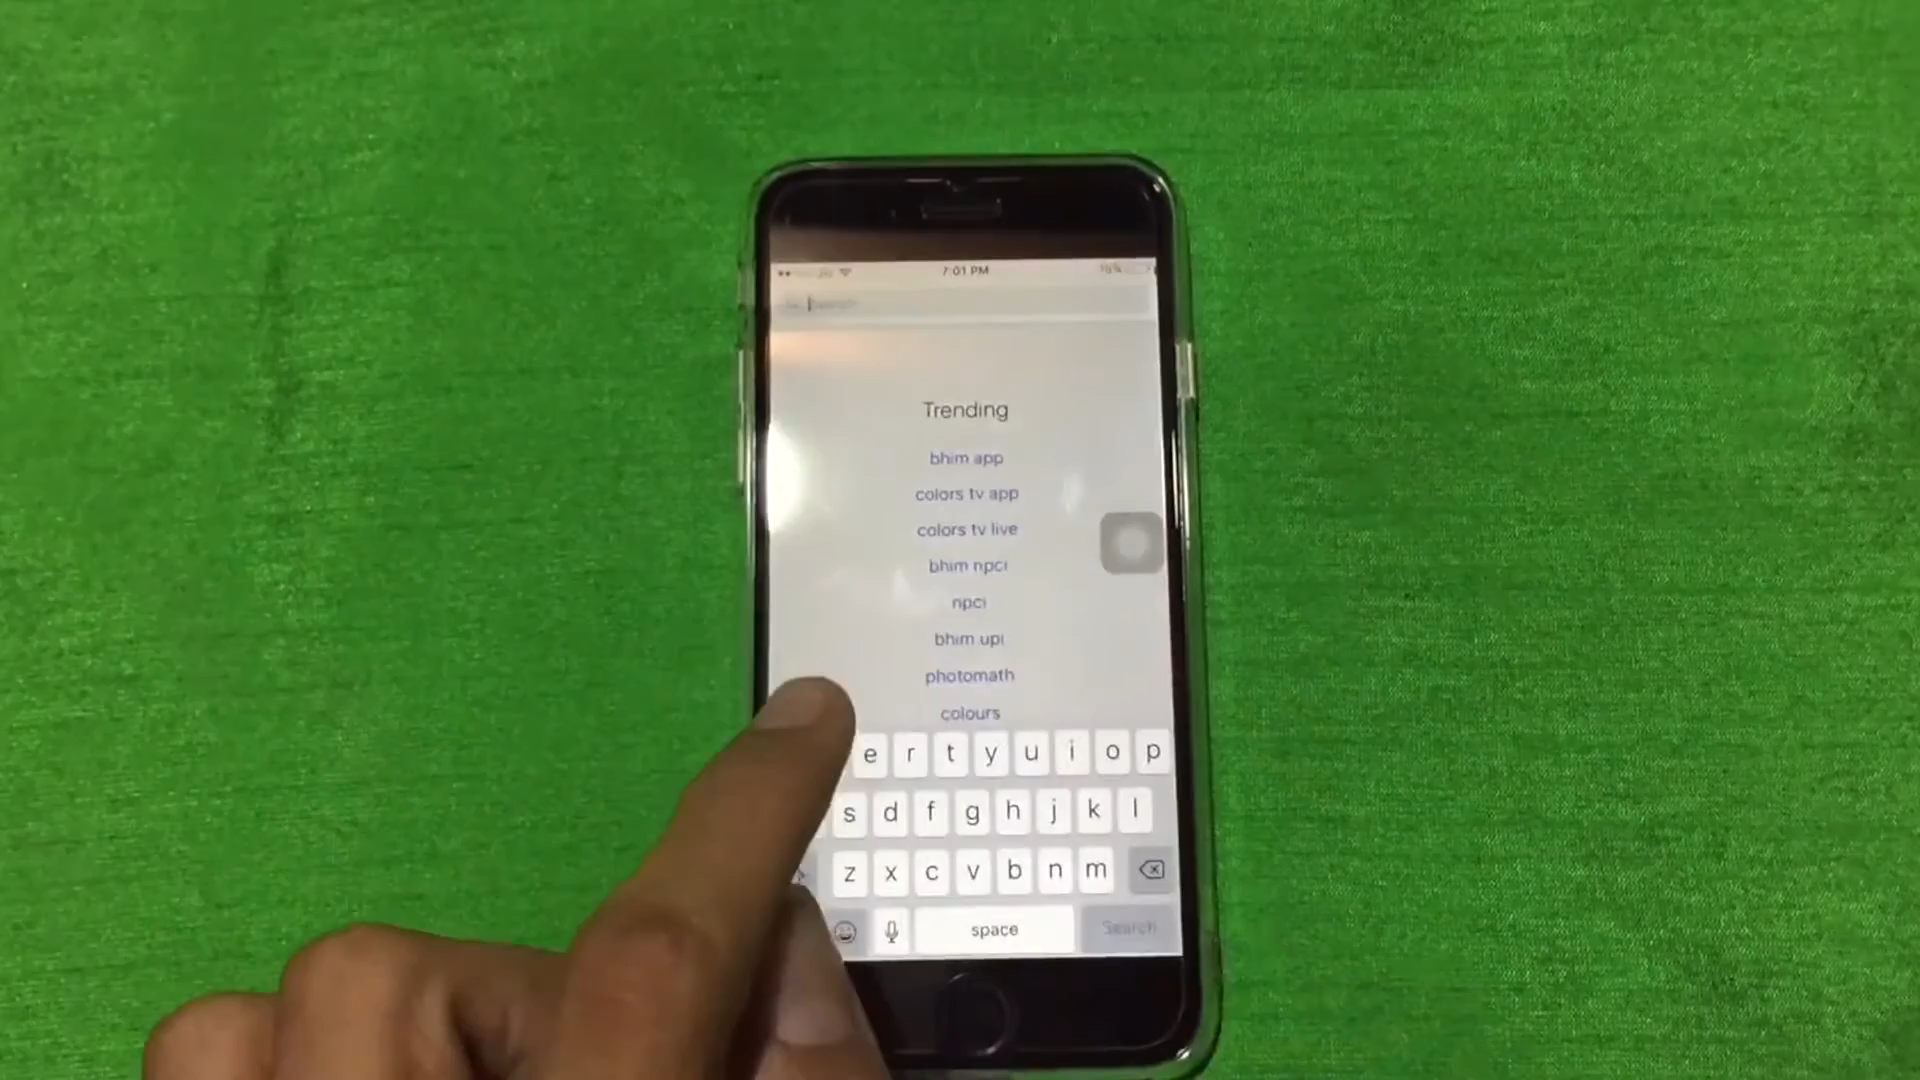 7:01 PM
Search
Trending
bhim app
colors tv app
colors tv live
bhim npci
npci
bhim upi
photomath
colours
e r t y u i o p
s d f g h j k l
z x c v b n m
space Search